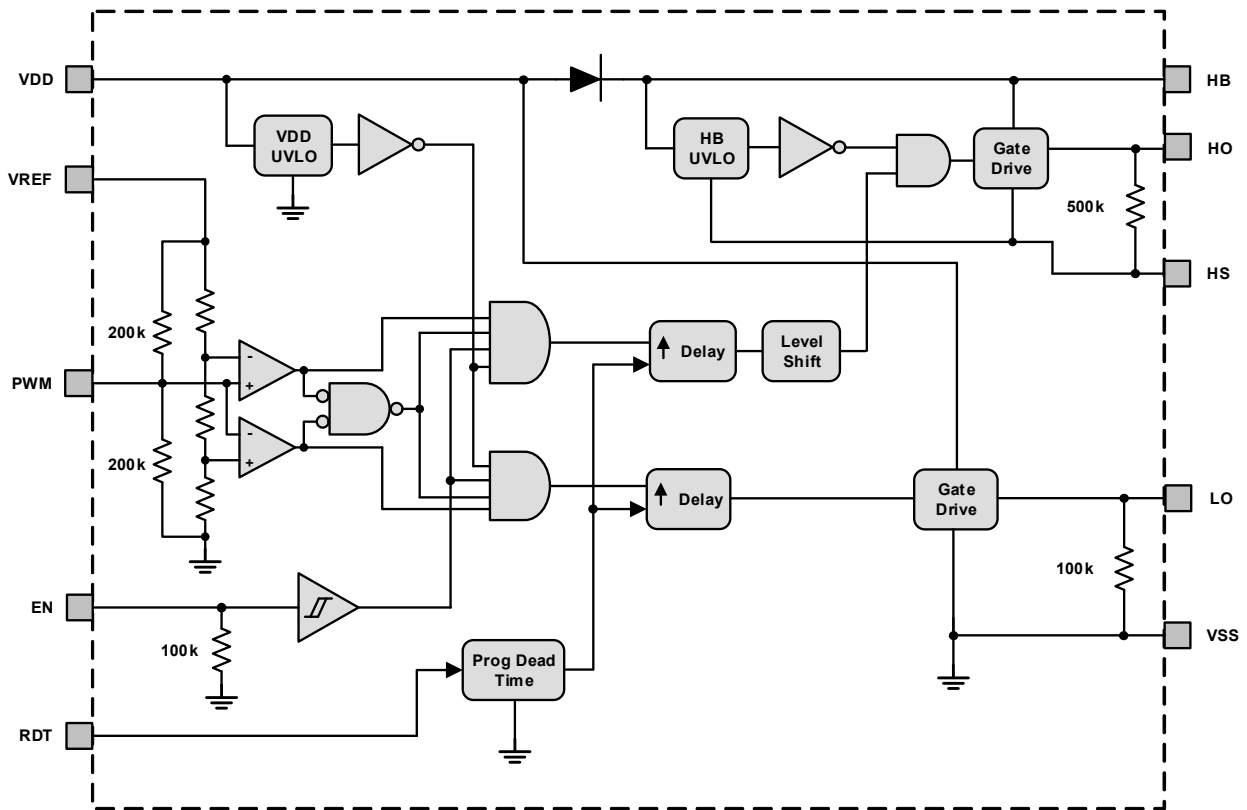 VDD
HB
VDD
UVLO
HB
UVLO
Gate
Drive
HO
VREF
500k
HS
200k
-
+
Delay
Level
Shift
PWM
-
+
200k
Delay
Gate
Drive
LO
100k
EN
100k
VSS
Prog Dead
Time
RDT